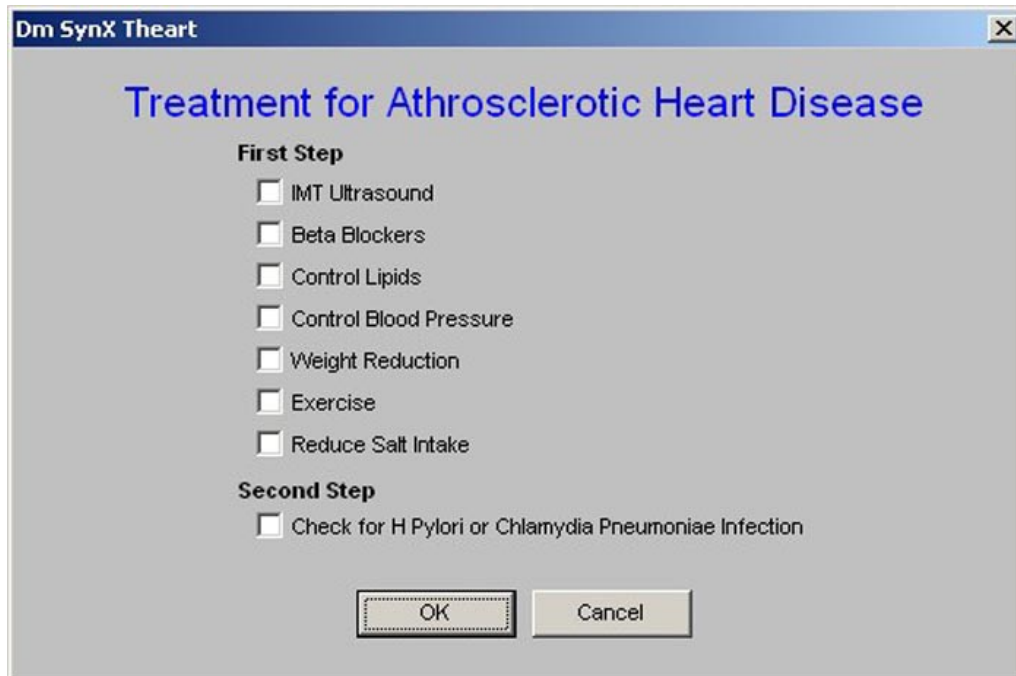 Dm SynX Theart
Treatment for Athrosclerotic Heart Disease
First Step
IMT Ultrasound
Beta Blockers
Control Lipids
Control Blood Pressure
Weight Reduction
Exercise
Reduce Salt Intake
Second Step
Check for H Pylori or Chlamydia Pneumoniae Infection
OK Cancel